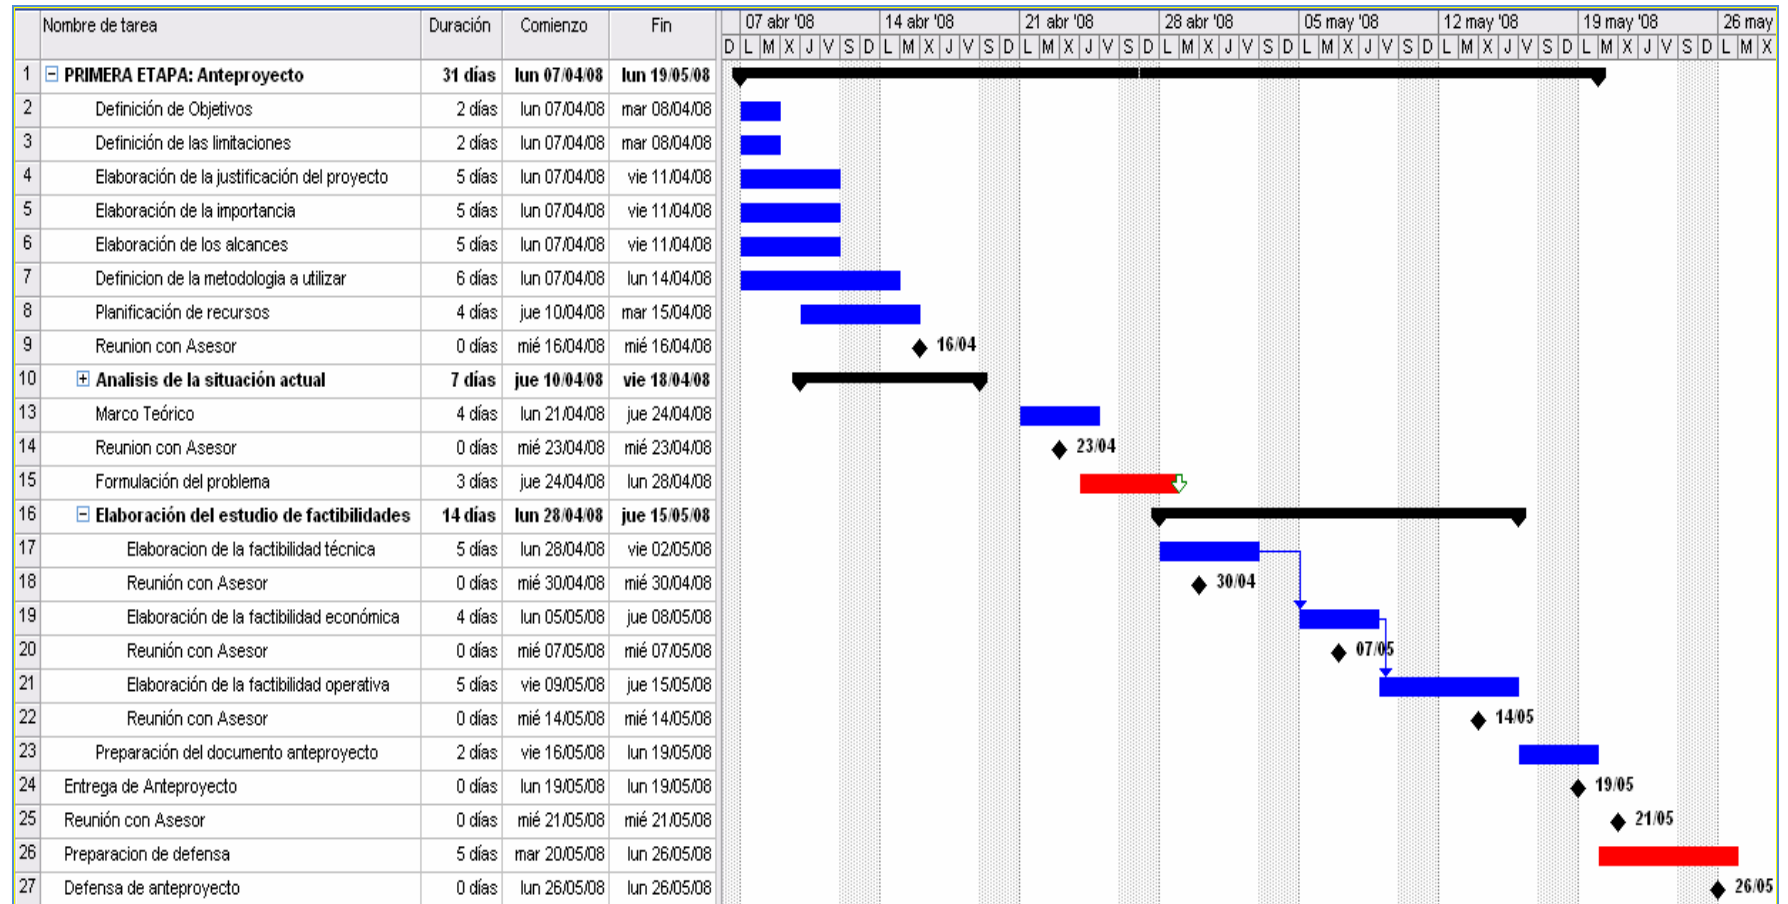 Nombre de tarea Duración Comienzo Fin 07 abr '08 14 abr '08 21 abr '08 28 abr '08 05 may '08 12 may '08 19 may '08 26 may
D L M X J V S D L M X J V S D L M X J V S D L M X J V S D L M X J V S D L M X J V S D L M X J V S D L M X
1 PRIMERA ETAPA: Anteproyecto 31 días lun 07/04/08 lun 19/05/08
2 Definición de Objetivos 2 días lun 07/04/08 mar 08/04/08
3 Definición de las limitaciones 2 días lun 07/04/08 mar 08/04/08
4 Elaboración de la justificación del proyecto 5 días lun 07/04/08 vie 11/04/08
5 Elaboración de la importancia 5 días lun 07/04/08 vie 11/04/08
6 Elaboración de los alcances 5 días lun 07/04/08 vie 11/04/08
7 Definicion de la metodologia a utilizar 6 días lun 07/04/08 lun 14/04/08
8 Planificación de recursos 4 días jue 10/04/08 mar 15/04/08
9 Reunion con Asesor 0 días mié 16/04/08 mié 16/04/08 16/04
10 Analisis de la situación actual 7 días jue 10/04/08 vie 18/04/08
13 Marco Teórico 4 días lun 21/04/08 jue 24/04/08
14 Reunion con Asesor 0 días mié 23/04/08 mié 23/04/08 23/04
15 Formulación del problema 3 días jue 24/04/08 lun 28/04/08
16 Elaboración del estudio de factibilidades 14 días lun 28/04/08 jue 15/05/08
17 Elaboracion de la factibilidad técnica 5 días lun 28/04/08 vie 02/05/08
18 Reunión con Asesor 0 días mié 30/04/08 mié 30/04/08 30/04
19 Elaboración de la factibilidad económica 4 días lun 05/05/08 jue 08/05/08
20 Reunión con Asesor 0 días mié 07/05/08 mié 07/05/08 07/05
21 Elaboración de la factibilidad operativa 5 días vie 09/05/08 jue 15/05/08
22 Reunión con Asesor 0 días mié 14/05/08 mié 14/05/08 14/05
23 Preparación del documento anteproyecto 2 días vie 16/05/08 lun 19/05/08
24 Entrega de Anteproyecto 0 días lun 19/05/08 lun 19/05/08 19/05
25 Reunión con Asesor 0 días mié 21/05/08 mié 21/05/08 21/05
26 Preparacion de defensa 5 días mar 20/05/08 lun 26/05/08
27 Defensa de anteproyecto 0 días lun 26/05/08 lun 26/05/08 26/05